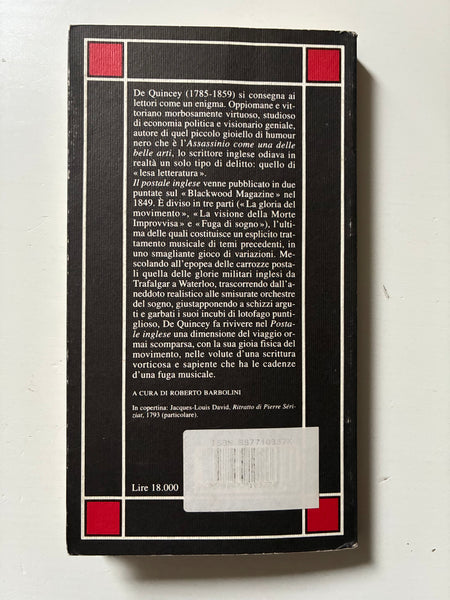 De Quincey (1785-1859) si consegna ai
lettori come un enigma. Oppiomane e vit-
toriano morbosamente virtuoso, studioso
di economia politica e visionario geniale,
autore di quel piccolo gioiello di humour
nero che è l'Assassinio come una delle
belle arti, lo scrittore inglese odiava in
realtà un solo tipo di delitto: quello di
« lesa letteratura ».
Il postale inglese venne pubblicato in due
puntate sul « Blackwood Magazine » nel
1849. È diviso in tre parti (« La gloria del
movimento », « La visione della Morte
Improvvisa » e « Fuga di sogno »), l'ulti-
ma delle quali costituisce un esplicito trat-
tamento musicale di temi precedenti, in
uno smagliante gioco di variazioni. Me-
scolando all'epopea delle carrozze posta-
li quella delle glorie militari inglesi da
Trafalgar a Waterloo, trascorrendo dall'a-
neddoto realistico alle smisurate orchestre
del sogno, giustapponendo a schizzi argu-
ti e garbati i suoi incubi di lotofago punti-
glioso, De Quincey fa rivivere nel Posta-
le inglese una dimensione del viaggio or-
mai scomparsa, con la sua gioia fisica del
movimento, nelle volute d'una scrittura
vorticosa e sapiente che ha le cadenze
d'una fuga musicale.
A CURA DI ROBERTO BARBOLINI
In copertina: Jacques-Louis David, Ritratto di Pierre Séri-
ziat, 1793 (particolare).
Lire 18.000